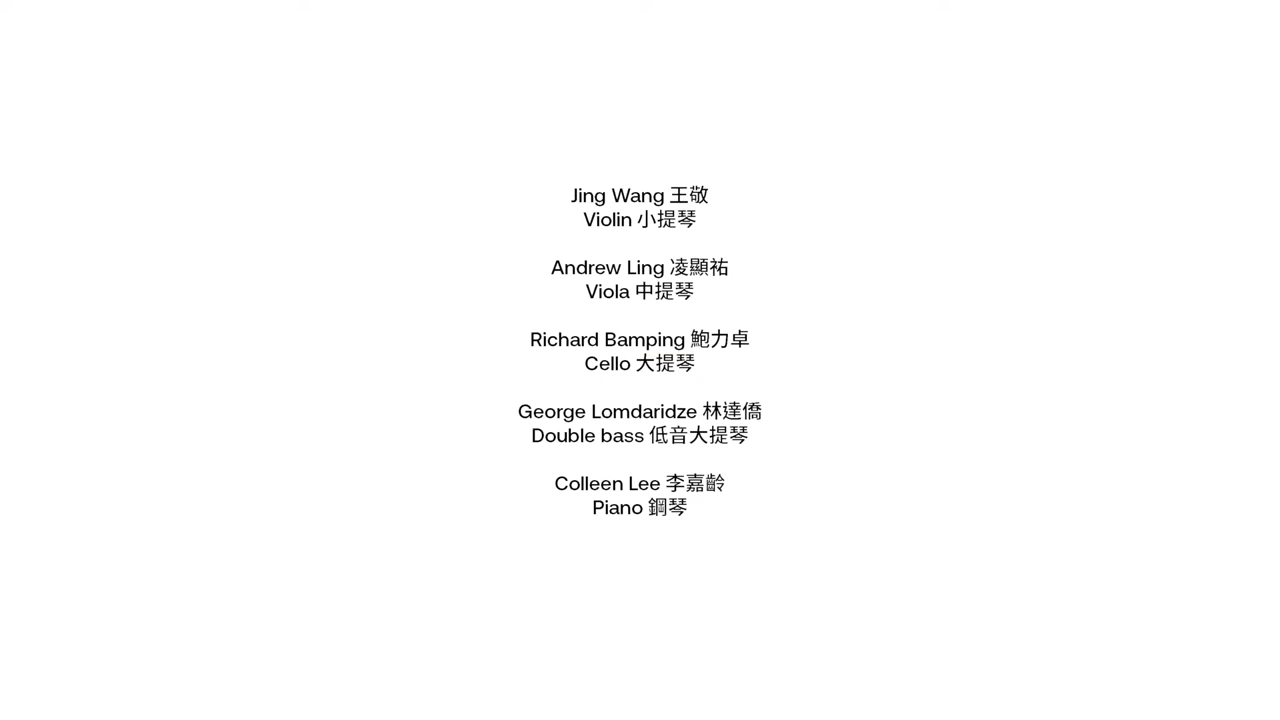 Jing Wang 王敬
Violin 小提琴
Andrew Ling 凌顯祐
Viola 中提琴
Richard Bamping 鮑力卓
Cello 大提琴
George Lomdaridze 林達僑
Double bass 低音大提琴
Colleen Lee 李嘉齡
Piano 鋼琴